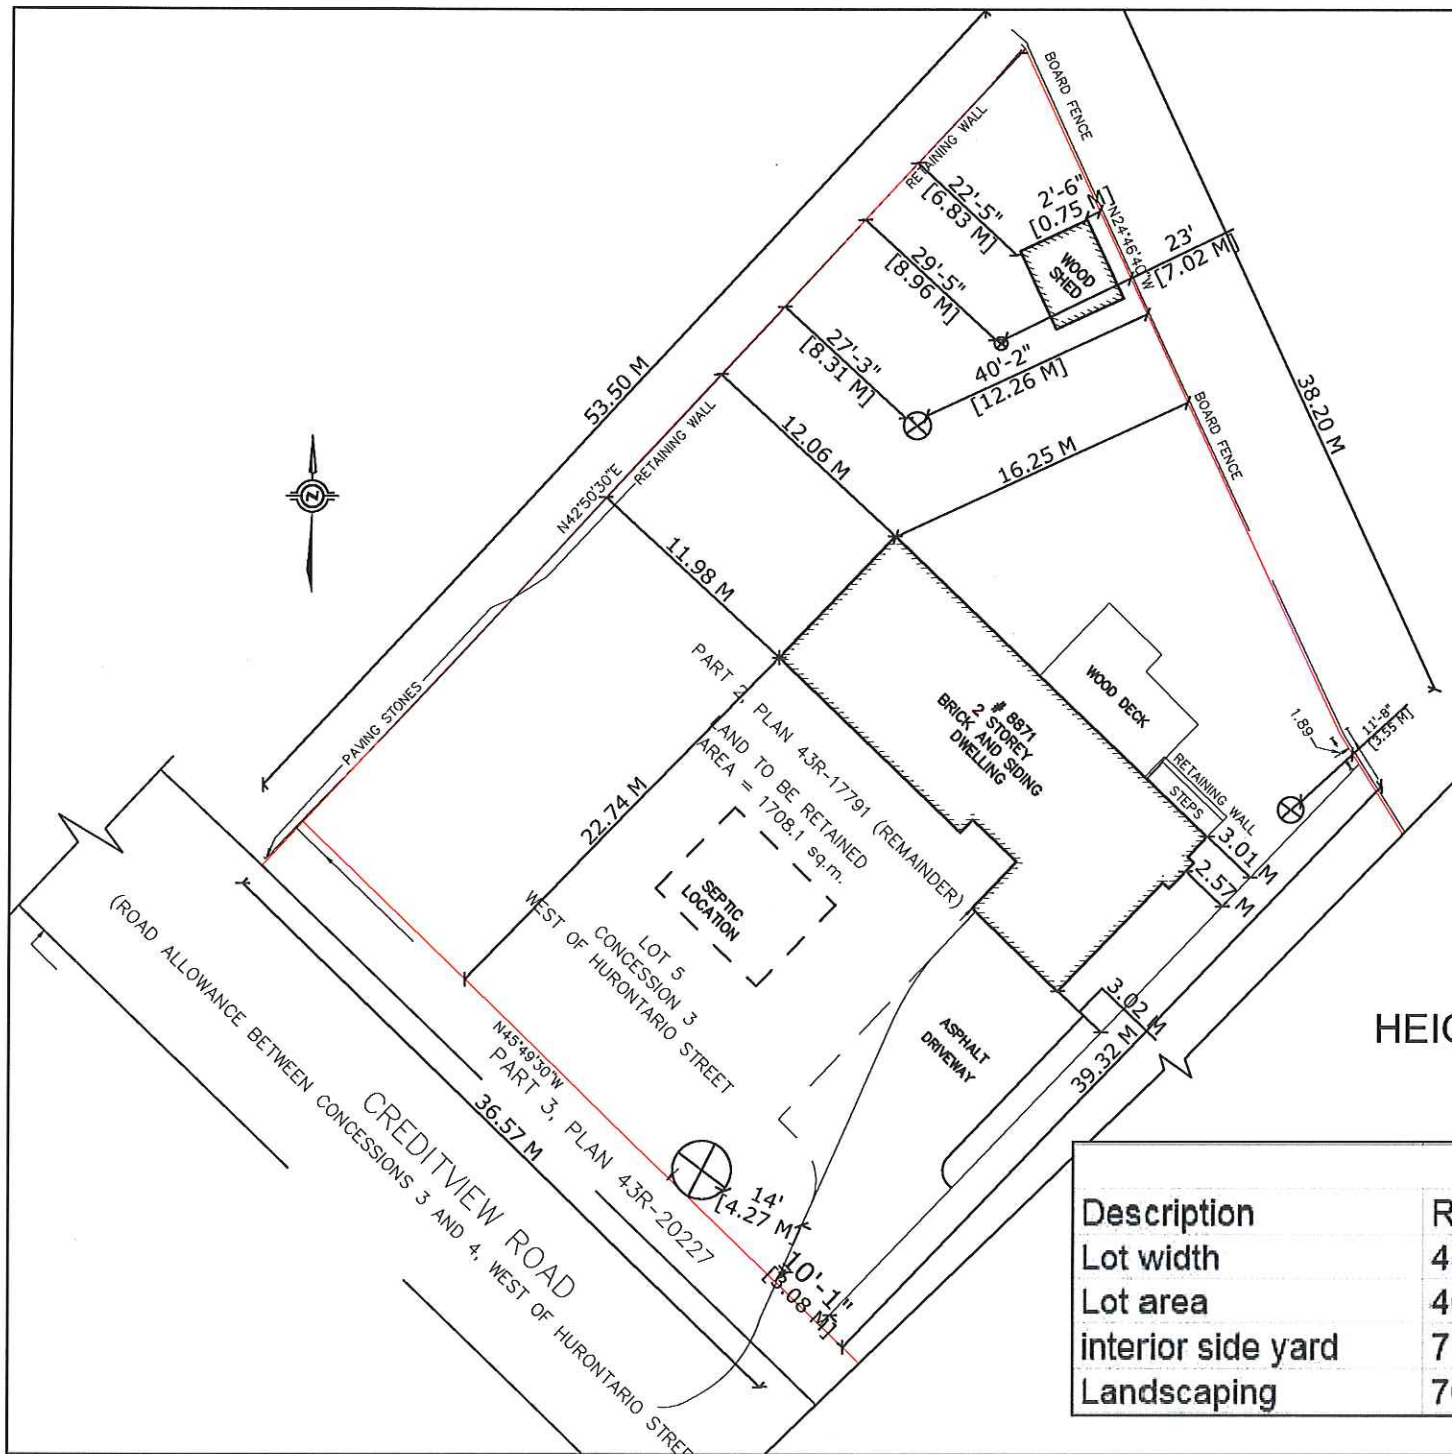 BOARD FENCE
RETAINING WALL
22'-5"
[6.83 M]
2'-6"
[0.75 M]
N24°46'40"W
23'
[7.02 M]
WOOD
SHED
29'-5"
[8.96 M]
27'-3"
[8.31 M]
40'-2"
[12.26 M]
53.50 M
38.20 M
RETAINING WALL
12.06 M
16.25 M
BOARD FENCE
N42°50'30"E
Z
11.98 M
PAVING STONES
PART 2, PLAN 43R-17791 (REMAINDER)
LAND TO BE RETAINED
AREA = 1708.1 sq.m.
# 8871
2 STOREY
BRICK AND SIDING
DWELLING
WOOD DECK
1.89
11'-8"
[3.55 M]
RETAINING WALL
STEPS
3.01 M
2.57 M
22.74 M
SEPTIC
LOCATION
LOT 5
CONCESSION 3
WEST OF HURONTARIO STREET
ASPHALT
DRIVEWAY
3.02 M
39.32 M
HEIG
(ROAD ALLOWANCE BETWEEN CONCESSIONS 3 AND 4, WEST OF HURONTARIO STREE
CREDITVIEW ROAD
36.57 M
N45°49'30"W
PART 3, PLAN 43R-20227
14'
[4.27 M]
10'-1"
[3.08 M]
Description R
Lot width 4
Lot area 4
interior side yard 7
Landscaping 7